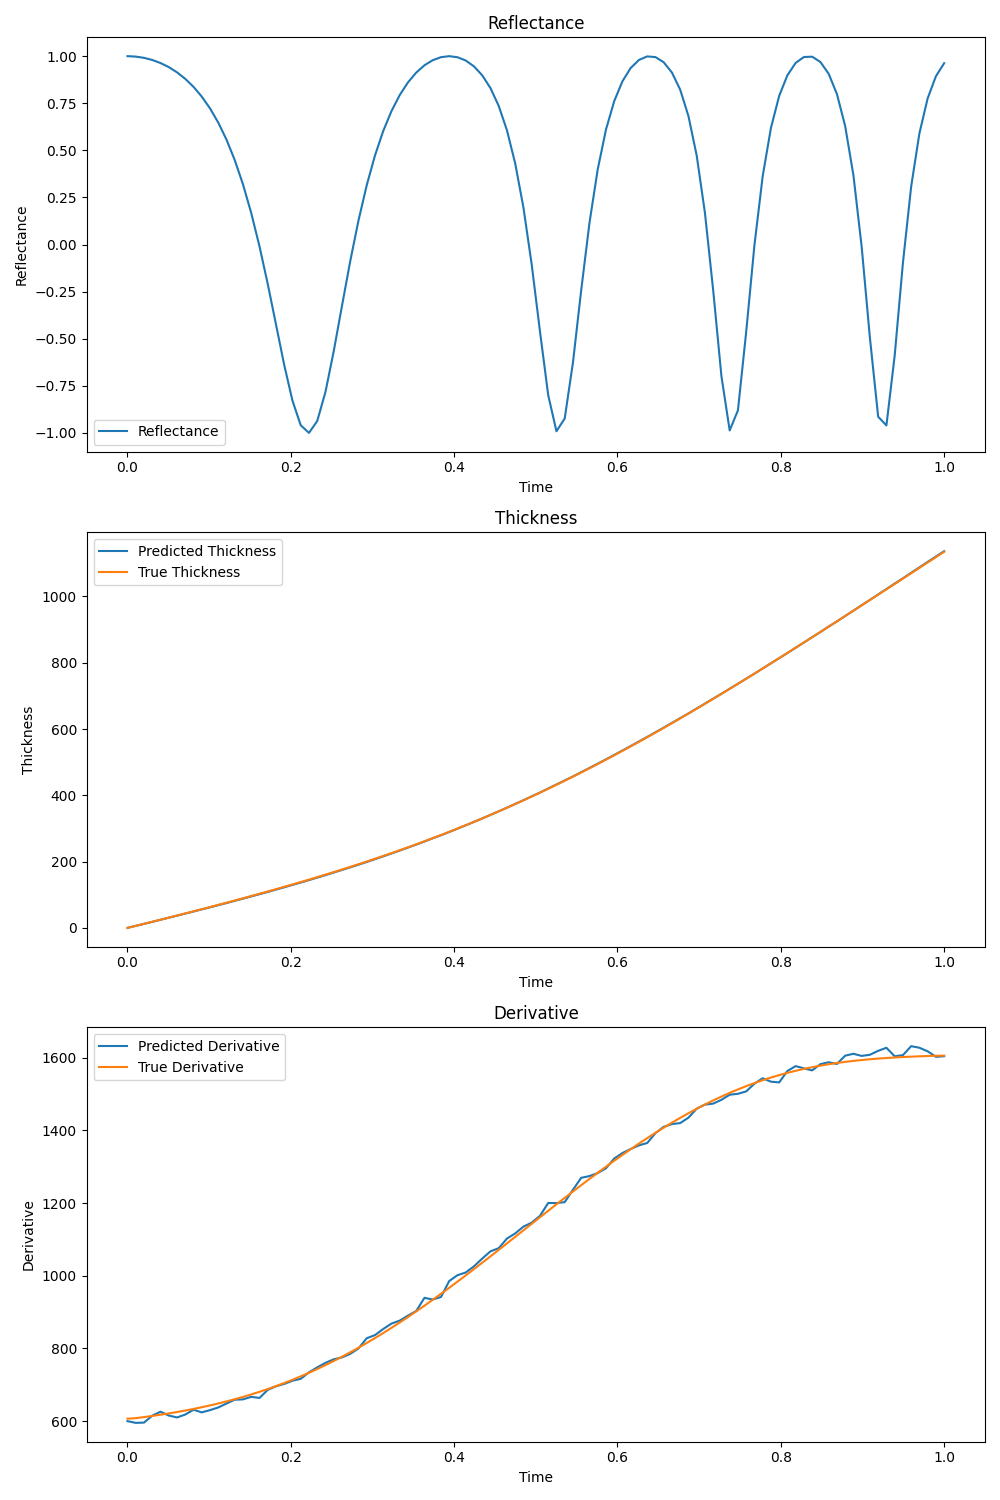 Reflectance
1.00
0.75
0.50
0.25
0.00
−0.25
−0.50
−0.75
−1.00
Reflectance
Reflectance
0.0 0.2 0.4 0.6 0.8 1.0
Time
Thickness
Predicted Thickness
True Thickness
1000
800
600
400
200
0
Thickness
0.0 0.2 0.4 0.6 0.8 1.0
Time
Derivative
Predicted Derivative
True Derivative
1600
1400
1200
1000
800
600
Derivative
0.0 0.2 0.4 0.6 0.8 1.0
Time